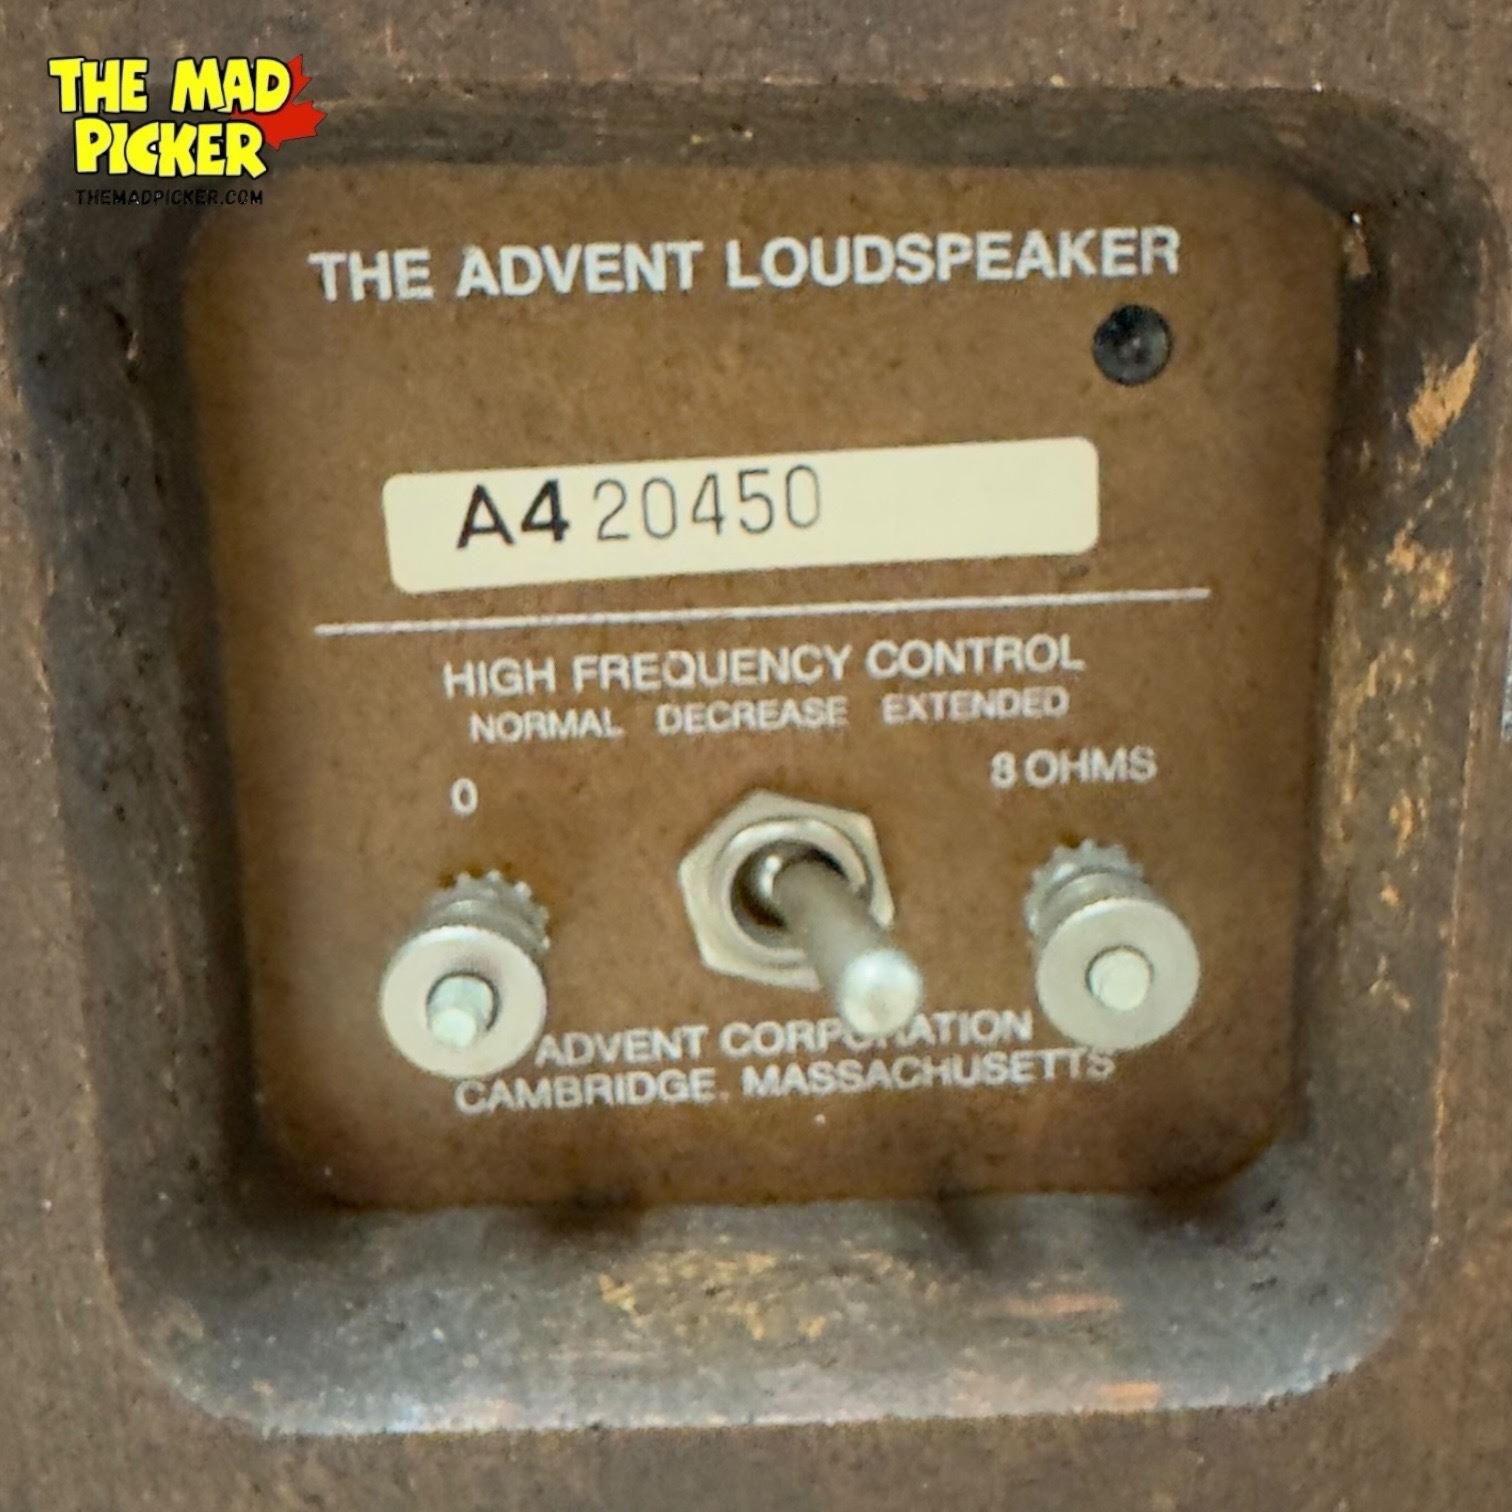 THE MAD
PICKER
THEMADPICKER.COM
THE ADVENT LOUDSPEAKER
A4 20450
HIGH FREQUENCY CONTROL
NORMAL DECREASE EXTENDED
0 8 OHMS
ADVENT CORPORATION
CAMBRIDGE, MASSACHUSETTS